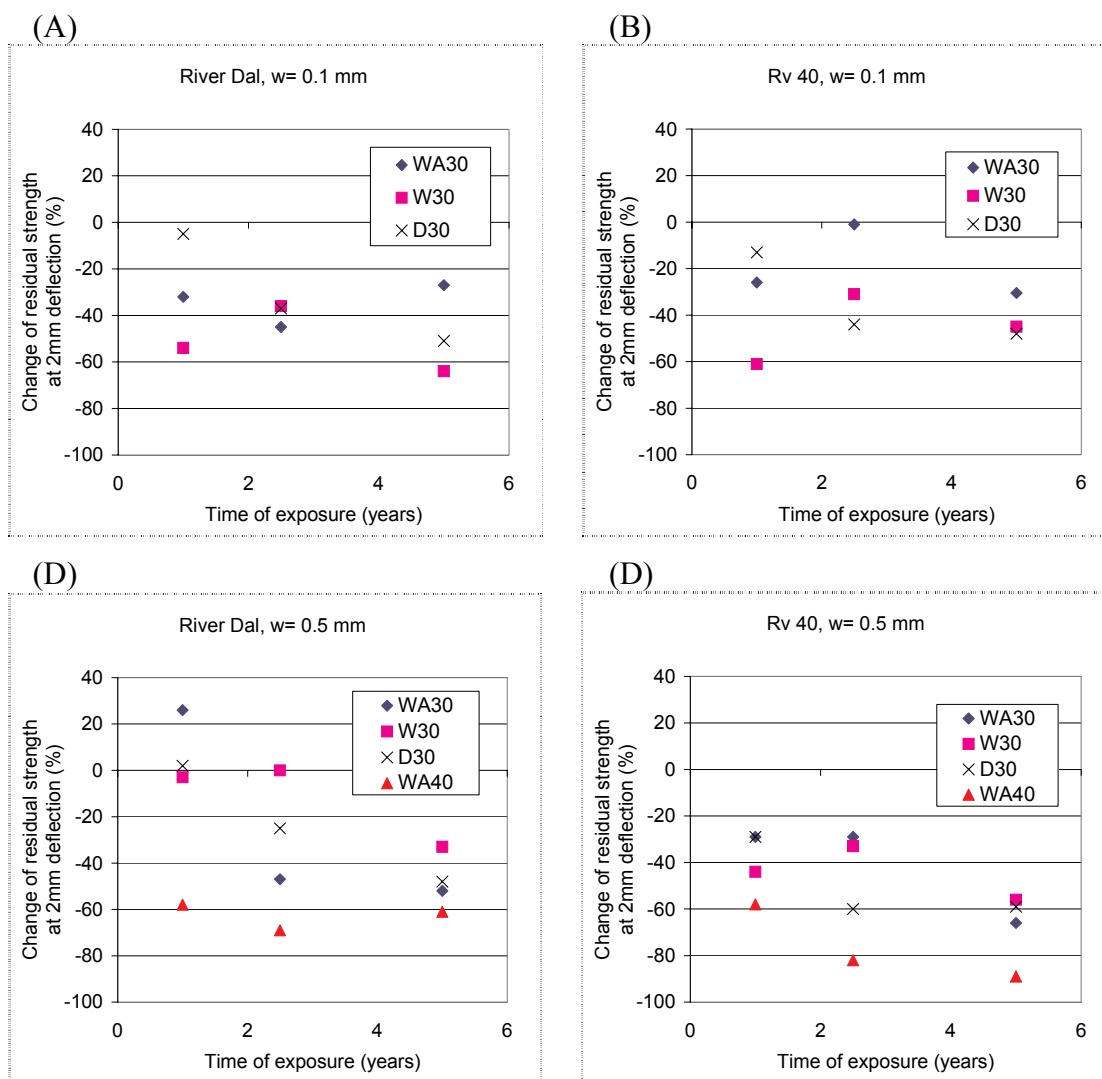 (A)
River Dal, w= 0.1 mm
40
20
0
-20
-40
-60
-80
-100
0 2 4 6
Change of residual strength
at 2mm deflection (%)
Time of exposure (years)
WA30
W30
D30
(B)
Rv 40, w= 0.1 mm
40
20
0
-20
-40
-60
-80
-100
0 2 4 6
Change of residual strength
at 2mm deflection (%)
Time of exposure (years)
WA30
W30
D30
(D)
River Dal, w= 0.5 mm
40
20
0
-20
-40
-60
-80
-100
0 2 4 6
Change of residual strength
at 2mm deflection (%)
Time of exposure (years)
WA30
W30
D30
WA40
(D)
Rv 40, w= 0.5 mm
40
20
0
-20
-40
-60
-80
-100
0 2 4 6
Change of residual strength
at 2mm deflection (%)
Time of exposure (years)
WA30
W30
D30
WA40